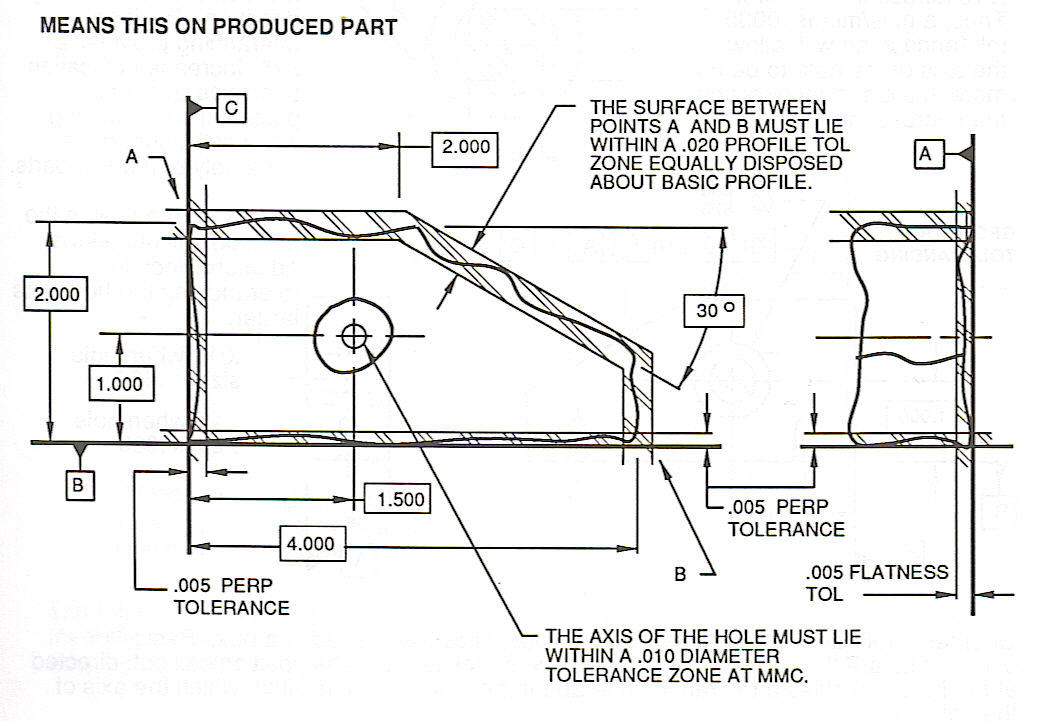 MEANS THIS ON PRODUCED PART
C
A
2.000
THE SURFACE BETWEEN
POINTS A AND B MUST LIE
WITHIN A .020 PROFILE TOL
ZONE EQUALLY DISPOSED
ABOUT BASIC PROFILE.
A
2.000
30 O
1.000
B
1.500
4.000
.005 PERP
TOLERANCE
B
.005 PERP
TOLERANCE
.005 FLATNESS
TOL
THE AXIS OF THE HOLE MUST LIE
WITHIN A .010 DIAMETER
TOLERANCE ZONE AT MMC.